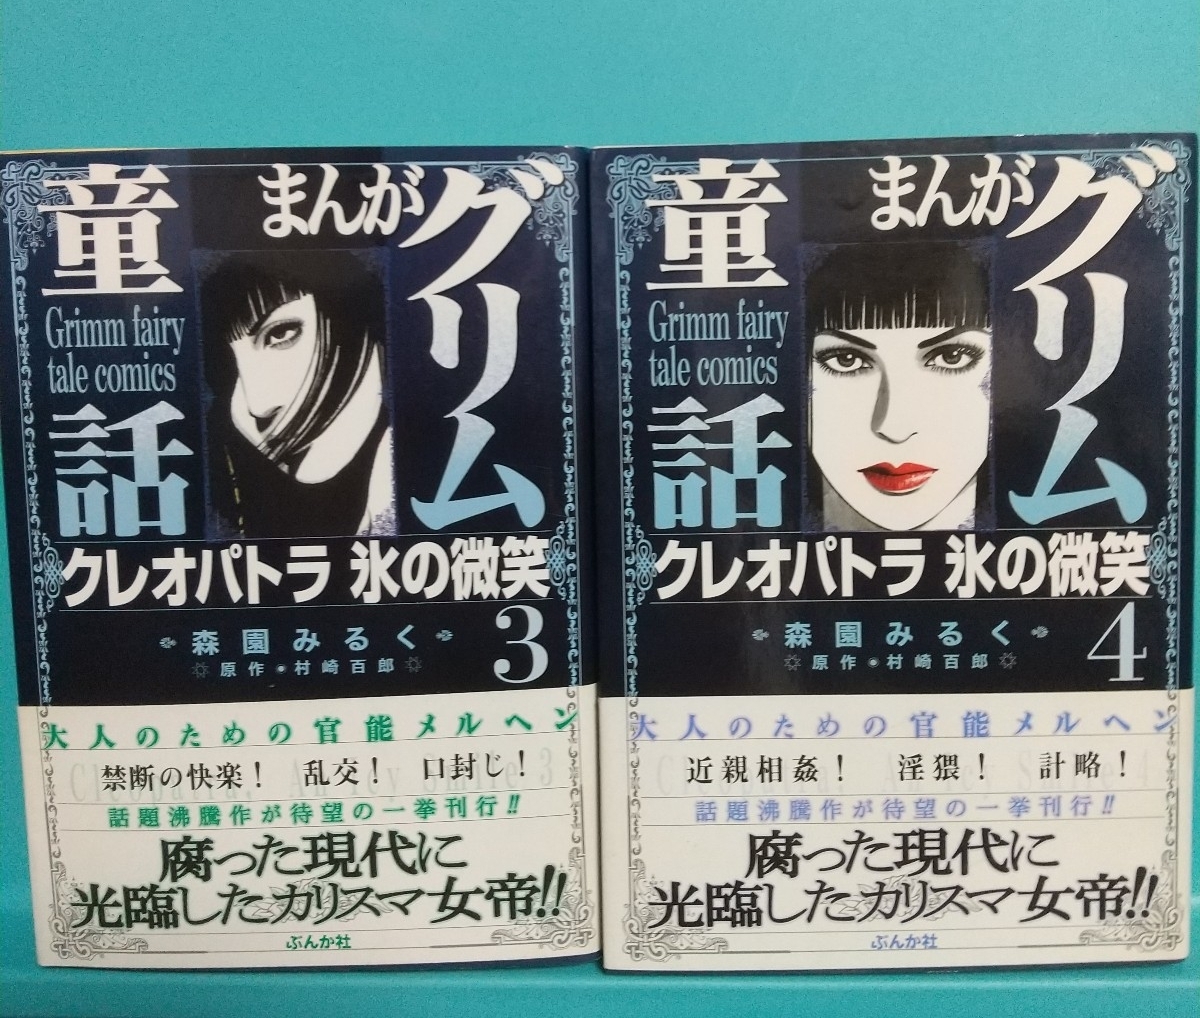 まんが
グリム
童話
Grimm fairy
tale comics
クレオパトラ 氷の微笑
3
森園みるく
原作●村崎百郎
大人のための官能メルヘン
禁断の快楽! 乱交! 口封じ!
話題沸騰作が待望の一挙刊行!!
腐った現代に
光臨したカリスマ女帝!!
ぶんか社
まんが
グリム
童話
Grimm fairy
tale comics
クレオパトラ 氷の微笑
4
森園みるく
原作●村崎百郎
大人のための官能メルヘン
近親相姦! 淫猥! 計略!
話題沸騰作が待望の一挙刊行!!
腐った現代に
光臨したカリスマ女帝!!
ぶんか社